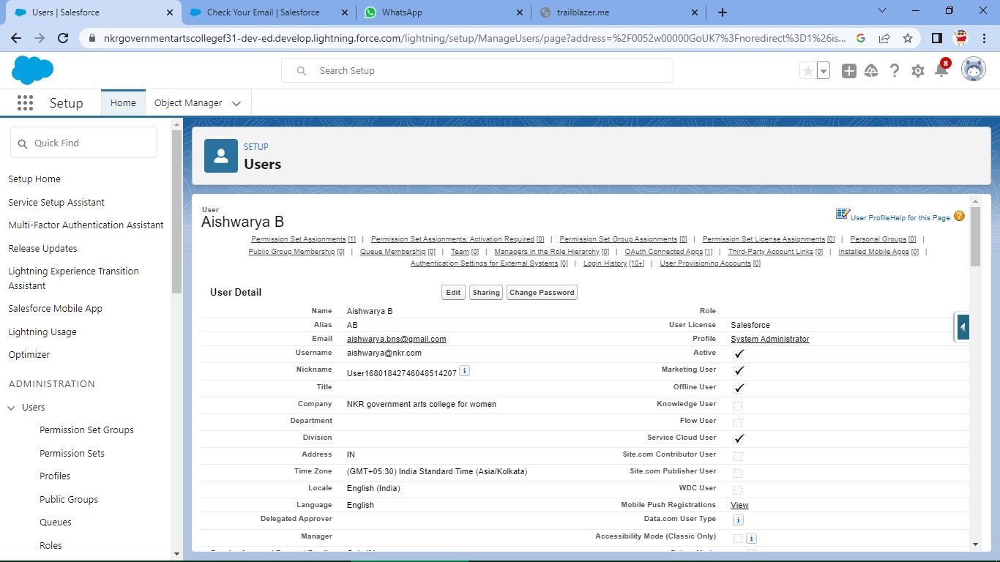 Users | Salesforce
Check Your Email | Salesforce
WhatsApp
trailblazer.me
nkrgovernmentartscollegef31-dev-ed.develop.lightning.force.com/lightning/setup/ManageUsers/page?address=%2F0052w00000GoUK7%3Fnoredirect%3D1%26is...
Search Setup
8
Setup
Home
Object Manager
Quick Find
Setup Home
Service Setup Assistant
Multi-Factor Authentication Assistant
Release Updates
Lightning Experience Transition
Assistant
Salesforce Mobile App
Lightning Usage
Optimizer
ADMINISTRATION
Users
Permission Set Groups
Permission Sets
Profiles
Public Groups
Queues
Roles
SETUP
Users
User
Aishwarya B
User ProfileHelp for this Page
Permission Set Assignments [1] | Permission Set Assignments: Activation Required [0] | Permission Set Group Assignments [0] | Permission Set License Assignments [0] | Personal Groups [0] |
Public Group Membership [0] | Queue Membership [0] | Team [0] | Managers in the Role Hierarchy [0] | OAuth Connected Apps [1] | Third-Party Account Links [0] | Installed Mobile Apps [0] |
Authentication Settings for External Systems [0] | Login History [10+] | User Provisioning Accounts [0]
User Detail
Edit
Sharing
Change Password
Name Aishwarya B Role
Alias AB User License Salesforce
Email aishwarya.bns@gmail.com Profile System Administrator
Username aishwarya@nkr.com Active
Nickname User16801842746048514207 i Marketing User
Title Offline User
Company NKR government arts college for women Knowledge User
Department Flow User
Division Service Cloud User
Address IN Site.com Contributor User
Time Zone (GMT+05:30) India Standard Time (Asia/Kolkata) Site.com Publisher User
Locale English (India) WDC User
Language English Mobile Push Registrations View
Delegated Approver Data.com User Type i
Manager Accessibility Mode (Classic Only) i